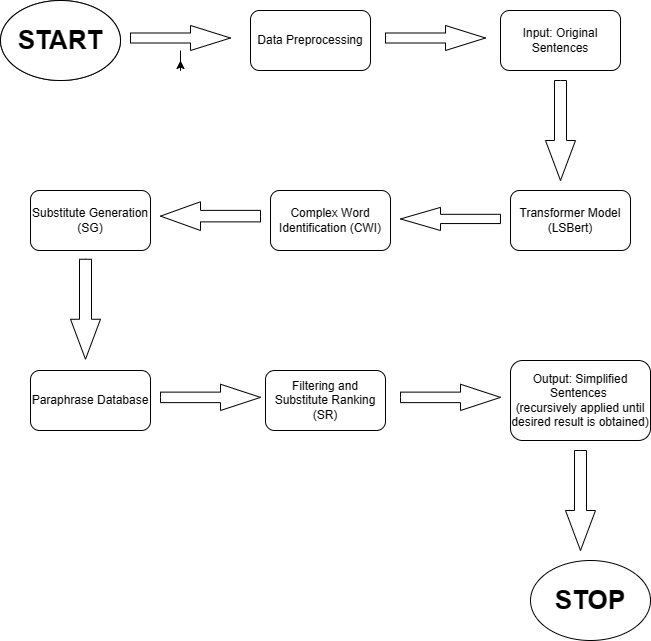 START
Data Preprocessing
Input: Original
Sentences
Transformer Model
(LSBert)
Complex Word
Identification (CWI)
Substitute Generation
(SG)
Paraphrase Database
Filtering and
Substitute Ranking
(SR)
Output: Simplified
Sentences
(recursively applied until
desired result is obtained)
STOP